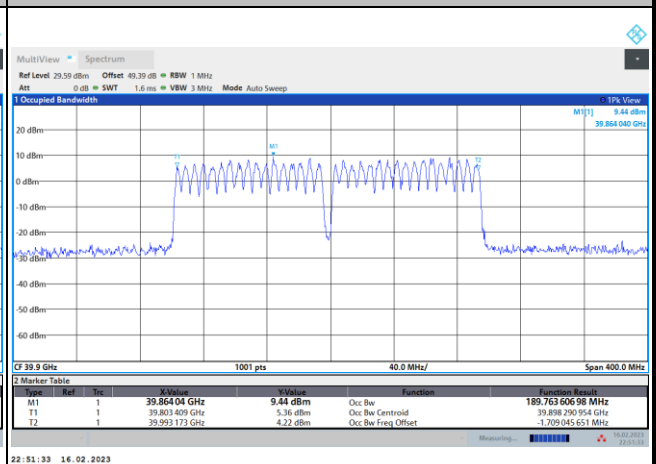 MultiView Spectrum
Ref Level 29.59 dBm Offset 49.39 dB RBW 1 MHz
Att 0 dB SWT 1.6 ms VBW 3 MHz Mode Auto Sweep
1 Occupied Bandwidth 1Pk View
M1[1] 9.44 dBm
39.864 040 GHz
20 dBm
M1
10 dBm
T1
T2
0 dBm
-10 dBm
-20 dBm
-30 dBm
-40 dBm
-50 dBm
-60 dBm
CF 39.9 GHz 1001 pts 40.0 MHz/ Span 400.0 MHz
2 Marker Table
Type Ref Trc X-Value Y-Value Function Function Result
M1 1 39.864 04 GHz 9.44 dBm Occ Bw 189.763 606 98 MHz
T1 1 39.803 409 GHz 5.36 dBm Occ Bw Centroid 39.898 290 954 GHz
T2 1 39.993 173 GHz 4.22 dBm Occ Bw Freq Offset -1.709 045 651 MHz
Measuring... 16.02.2023
22:51:33
22:51:33 16.02.2023